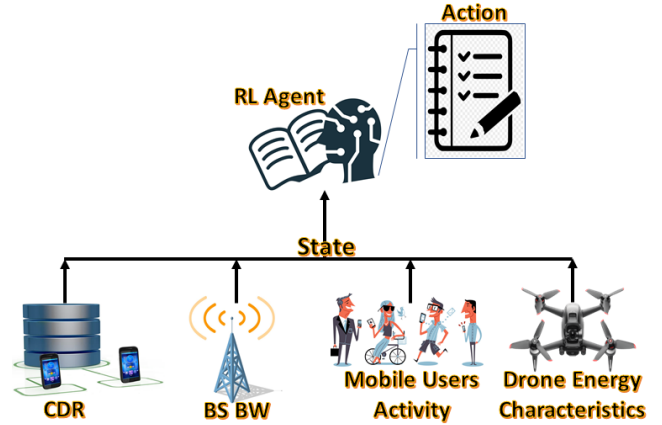 Action
RL Agent
State
CDR
BS BW
Mobile Users
Activity
Drone Energy
Characteristics